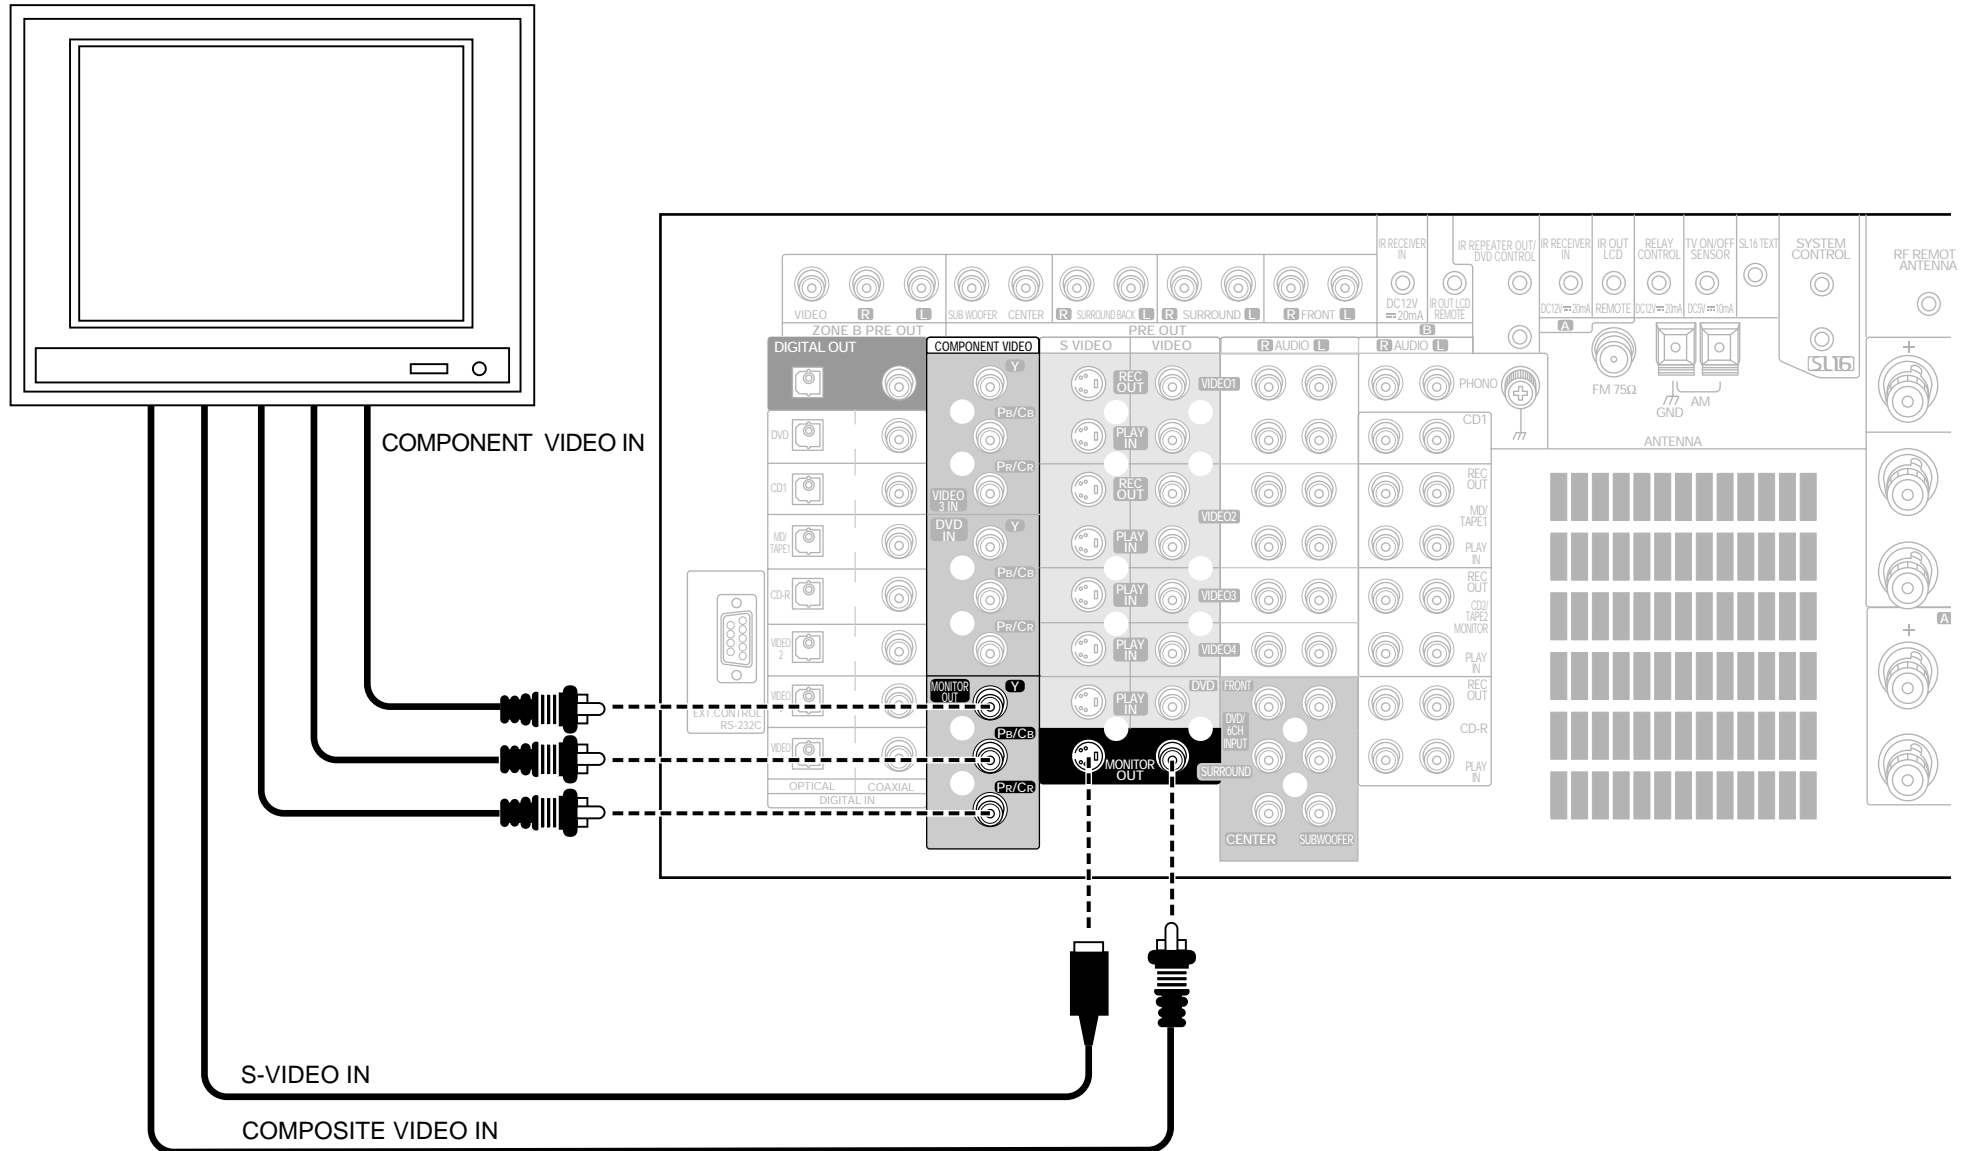 IR RECEIVER
IN
IR REPEATER OUT/
DVD CONTROL
IR RECEIVER
IN
IR OUT
LCD
RELAY
CONTROL
TV ON/OFF
SENSOR
SL16 TEXT
SYSTEM
CONTROL
RF REMOT
ANTENNA
DC12V
20mA
IR OUT LCD
REMOTE
DC12V 20mA
REMOTE
DC12V 20mA
DC5V 10mA
VIDEO
R
L
SUB WOOFER
CENTER
R SURROUND BACK L
R SURROUND L
R FRONT L
B
A
ZONE B PRE OUT
PRE OUT
DIGITAL OUT
COMPONENT VIDEO
S VIDEO
VIDEO
R AUDIO L
R AUDIO L
SL16
Y
REC
OUT
VIDEO1
PHONO
FM 75Ω
GND
AM
ANTENNA
PB/CB
CD1
DVD
PLAY
IN
COMPONENT VIDEO IN
PR/CR
CD1
VIDEO
3 IN
REC
OUT
REC
OUT
VIDEO2
MD/
TAPE1
DVD
IN
Y
MD/
TAPE1
PLAY
IN
PLAY
IN
PB/CB
CD-R
PLAY
IN
VIDEO3
REC
OUT
CD2/
TAPE2
MONITOR
PR/CR
VIDEO
2
PLAY
IN
VIDEO4
PLAY
IN
A
MONITOR
OUT
Y
PLAY
IN
DVD
FRONT
REC
OUT
VIDEO
EXT.CONTROL
RS-232C
DVD/
6CH
INPUT
CD-R
PB/CB
VIDEO
MONITOR
OUT
SURROUND
PLAY
IN
PR/CR
OPTICAL
COAXIAL
DIGITAL IN
CENTER
SUBWOOFER
S-VIDEO IN
COMPOSITE VIDEO IN